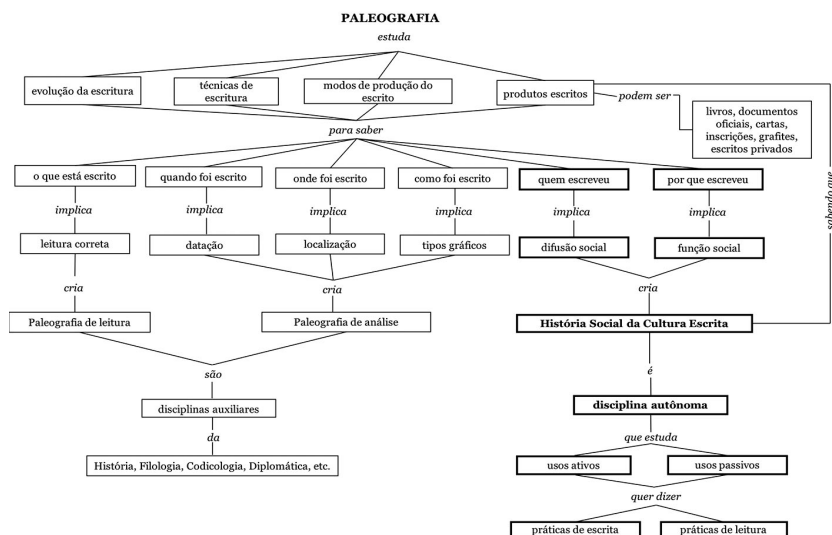 PALEOGRAFIA
estuda
evolução da escritura
técnicas de
escritura
modos de produção do
escrito
produtos escritos
podem ser
livros, documentos
oficiais, cartas,
inscrições, grafites,
escritos privados
para saber
o que está escrito
quando foi escrito
onde foi escrito
como foi escrito
quem escreveu
por que escreveu
sabendo que
implica
implica
implica
implica
implica
implica
leitura correta
datação
localização
tipos gráficos
difusão social
função social
cria
cria
cria
Paleografia de leitura
Paleografia de análise
História Social da Cultura Escrita
são
é
disciplinas auxiliares
disciplina autônoma
da
que estuda
História, Filologia, Codicologia, Diplomática, etc.
usos ativos
usos passivos
quer dizer
práticas de escrita
práticas de leitura